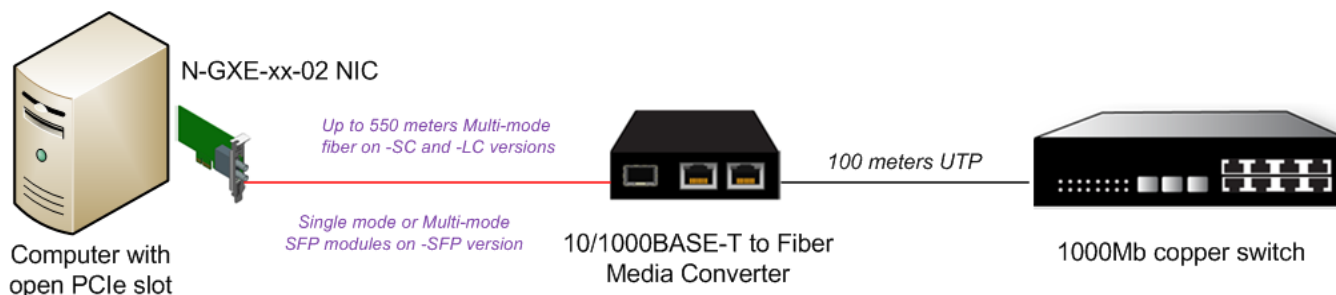 N-GXE-xx-02 NIC
Up to 550 meters Multi-mode
fiber on -SC and -LC versions
Single mode or Multi-mode
SFP modules on -SFP version
100 meters UTP
Computer with
open PCIe slot
10/1000BASE-T to Fiber
Media Converter
1000Mb copper switch